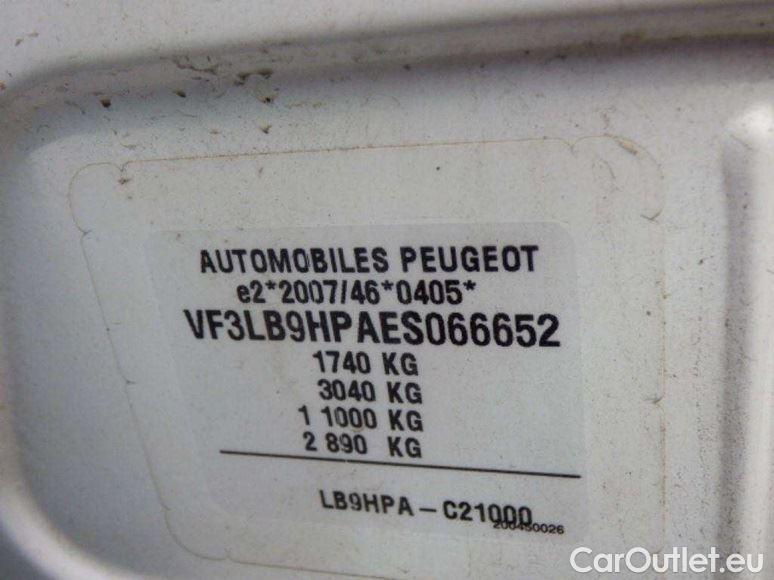 AUTOMOBILES PEUGEOT
e2*2007/46*0405*
VF3LB9HPAES066652
1740 KG
3040 KG
1 1000 KG
2 890 KG
LB9HPA-C21000
200450026
CarOutlet.eu